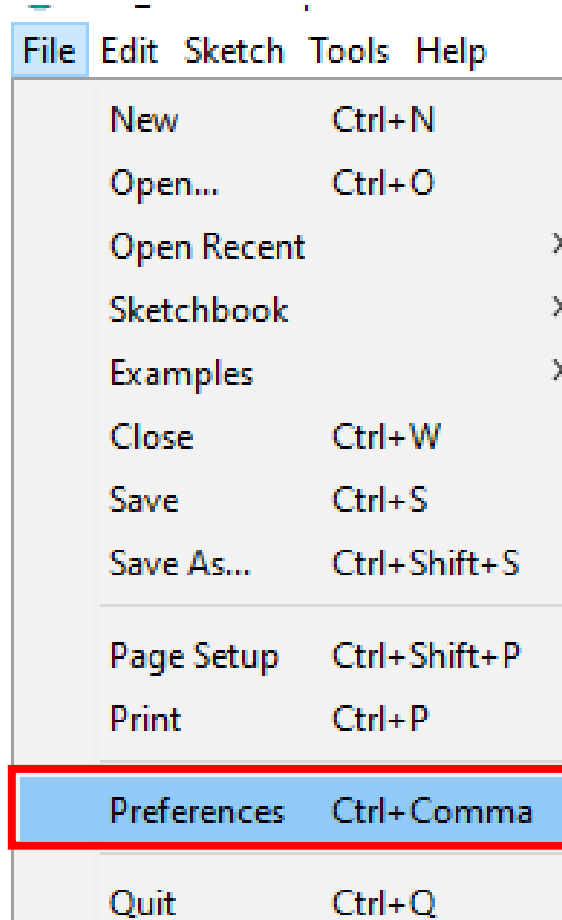 File Edit Sketch Tools Help
New Ctrl+N
Open... Ctrl+O
Open Recent
Sketchbook
Examples
Close Ctrl+W
Save Ctrl+S
Save As... Ctrl+Shift+S
Page Setup Ctrl+Shift+P
Print Ctrl+P
Preferences Ctrl+Comma
Quit Ctrl+Q